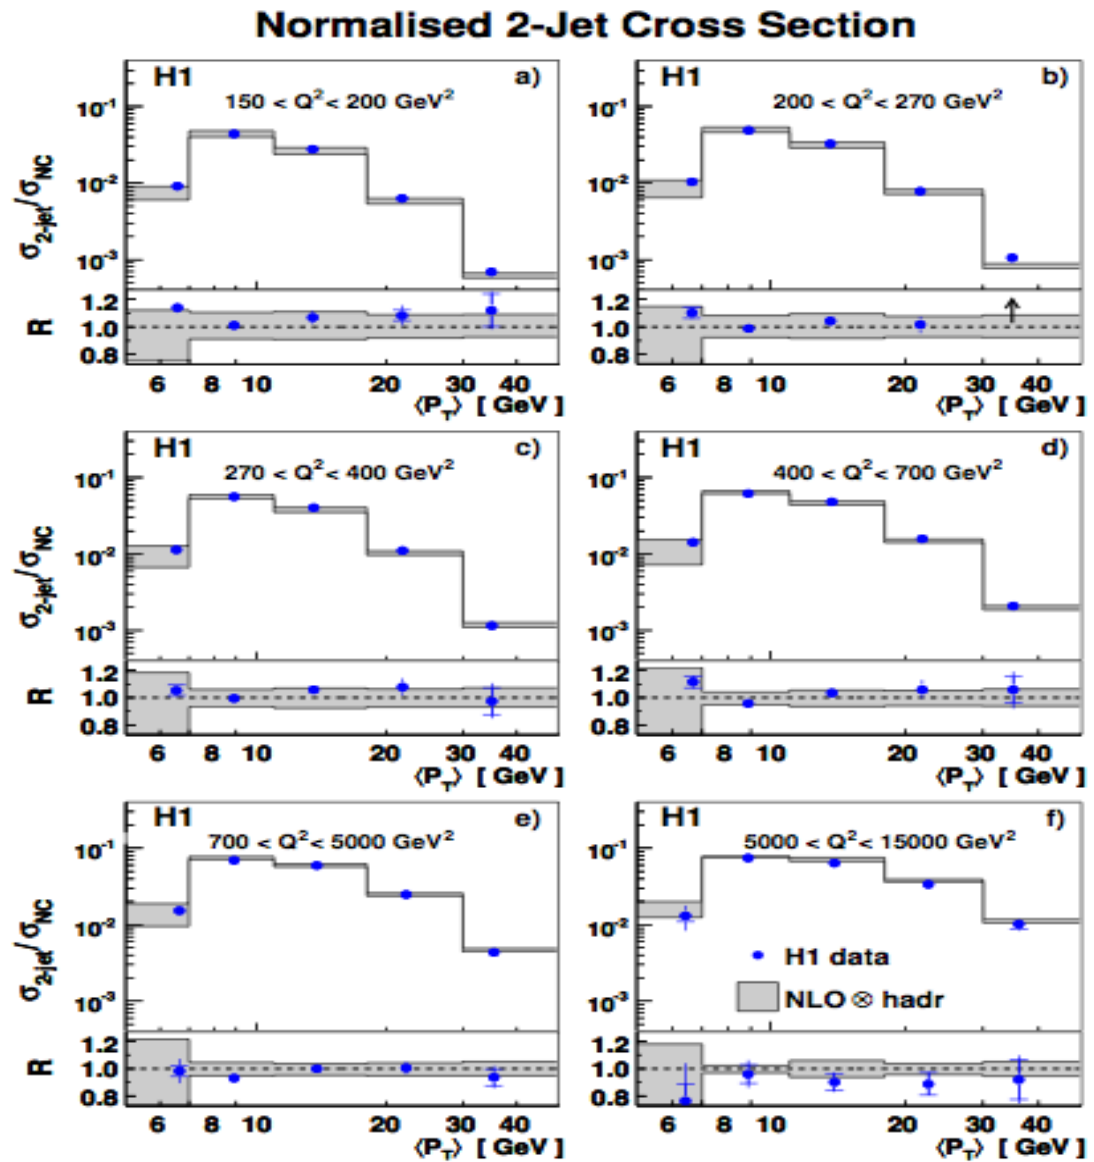 Normalised 2-Jet Cross Section
H1 a)
150 < Q² < 200 GeV²
10⁻¹
10⁻²
10⁻³
σ2-jet/σNC
1.2
1.0
0.8
R
6 8 10 20 30 40
⟨P_T⟩ [ GeV ]
H1 b)
200 < Q² < 270 GeV²
10⁻¹
10⁻²
10⁻³
1.2
1.0
0.8
6 8 10 20 30 40
⟨P_T⟩ [ GeV ]
H1 c)
270 < Q² < 400 GeV²
10⁻¹
10⁻²
10⁻³
σ2-jet/σNC
1.2
1.0
0.8
R
6 8 10 20 30 40
⟨P_T⟩ [ GeV ]
H1 d)
400 < Q² < 700 GeV²
10⁻¹
10⁻²
10⁻³
1.2
1.0
0.8
6 8 10 20 30 40
⟨P_T⟩ [ GeV ]
H1 e)
700 < Q² < 5000 GeV²
10⁻¹
10⁻²
10⁻³
σ2-jet/σNC
1.2
1.0
0.8
R
6 8 10 20 30 40
⟨P_T⟩ [ GeV ]
H1 f)
5000 < Q² < 15000 GeV²
10⁻¹
10⁻²
10⁻³
H1 data
NLO ⊗ hadr
1.2
1.0
0.8
6 8 10 20 30 40
⟨P_T⟩ [ GeV ]